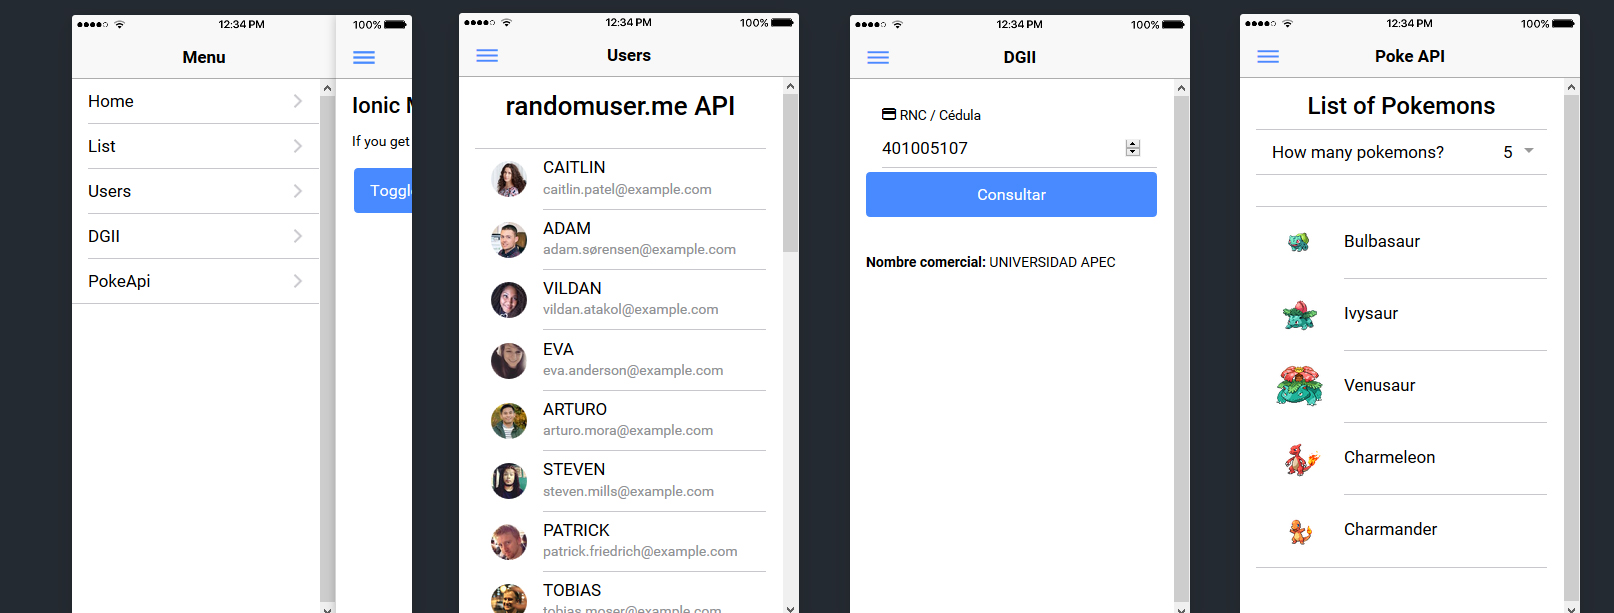 12:34 PM
100%
Menu
Home
List
Users
DGII
PokeApi
Ionic
If you get
Toggle
12:34 PM
100%
Users
randomuser.me API
CAITLIN
caitlin.patel@example.com
ADAM
adam.sørensen@example.com
VILDAN
vildan.atakol@example.com
EVA
eva.anderson@example.com
ARTURO
arturo.mora@example.com
STEVEN
steven.mills@example.com
PATRICK
patrick.friedrich@example.com
TOBIAS
tobias.moser@example.com
12:34 PM
100%
DGII
RNC / Cédula
401005107
Consultar
Nombre comercial: UNIVERSIDAD APEC
12:34 PM
100%
Poke API
List of Pokemons
How many pokemons? 5
Bulbasaur
Ivysaur
Venusaur
Charmeleon
Charmander